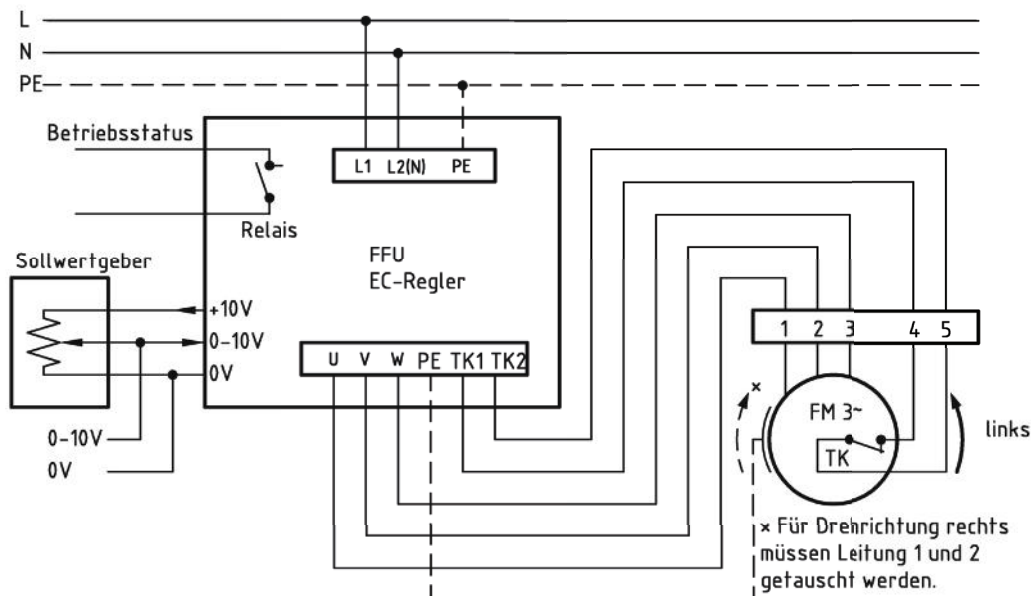 L
N
PE
Betriebsstatus
L1 L2(N) PE
Relais
Sollwertgeber
FFU
EC-Regler
+10V
0-10V
0V
U V W PE TK1 TK2
0-10V
0V
1 2 3 4 5
×
FM 3~
TK
links
× Für Drehrichtung rechts
müssen Leitung 1 und 2
getauscht werden.